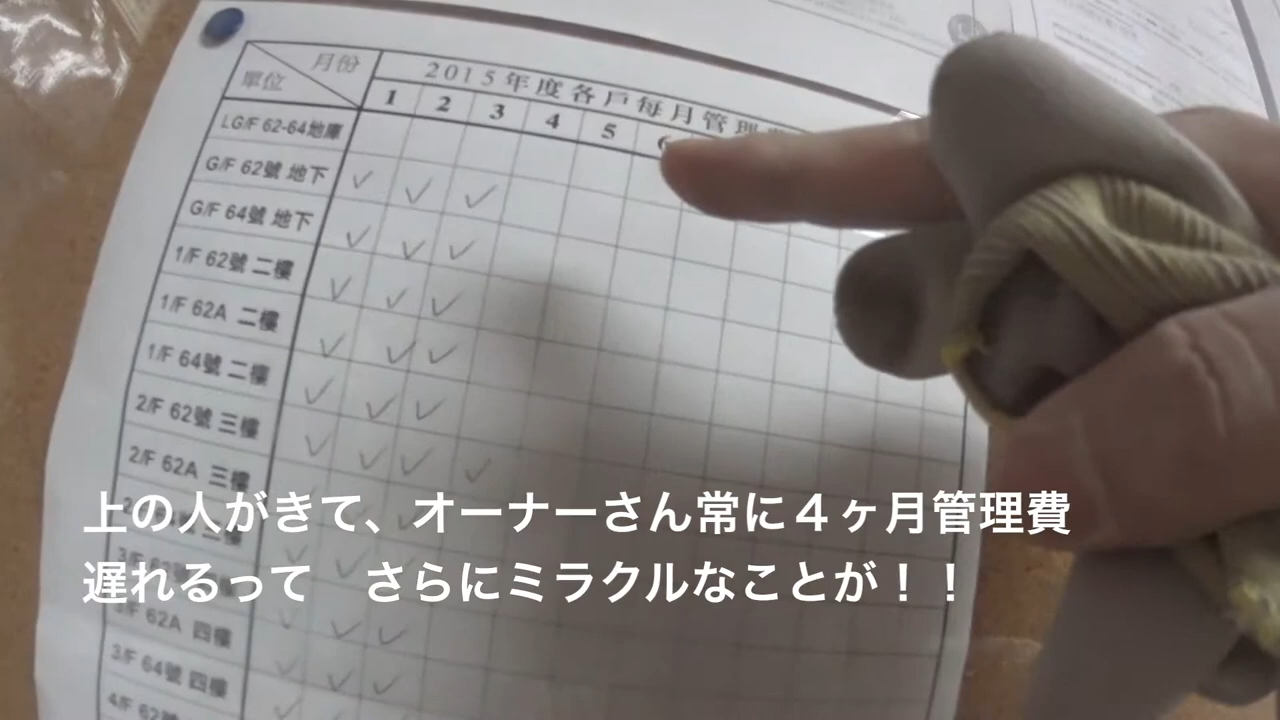 月份
單位
2015年度各戶每月管理費
1 2 3 4 5 6
LG/F 62-64地庫
G/F 62號 地下
G/F 64號 地下
1/F 62號 二樓
1/F 62A 二樓
1/F 64號 二樓
2/F 62號 三樓
2/F 62A 三樓
上の人がきて、オーナーさん常に４ヶ月管理費
遅れるって　さらにミラクルなことが！！
62A 四樓
3/F 64號 四樓
4/F 62號